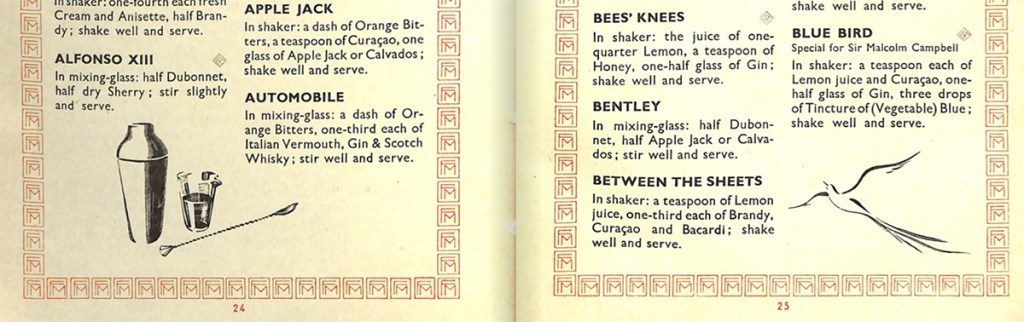 In shaker: one-fourth each fresh
Cream and Anisette, half Bran-
dy; shake well and serve.
ALFONSO XIII
In mixing-glass: half Dubonnet,
half dry Sherry; stir slightly
and serve.
APPLE JACK
In shaker: a dash of Orange Bit-
ters, a teaspoon of Curaçao, one
glass of Apple Jack or Calvados;
shake well and serve.
AUTOMOBILE
In mixing-glass: a dash of Or-
ange Bitters, one-third each of
Italian Vermouth, Gin & Scotch
Whisky; stir well and serve.
24
BEES' KNEES
In shaker: the juice of one-
quarter Lemon, a teaspoon of
Honey, one-half glass of Gin;
shake well and serve.
BENTLEY
In mixing-glass: half Dubon-
net, half Apple Jack or Calva-
dos; stir well and serve.
BETWEEN THE SHEETS
In shaker: a teaspoon of Lemon
juice, one-third each of Brandy,
Curaçao and Bacardi; shake
well and serve.
shake well and serve.
BLUE BIRD
Special for Sir Malcolm Campbell
In shaker: a teaspoon each of
Lemon juice and Curaçao, one-
half glass of Gin, three drops
of Tincture of (Vegetable) Blue;
shake well and serve.
25